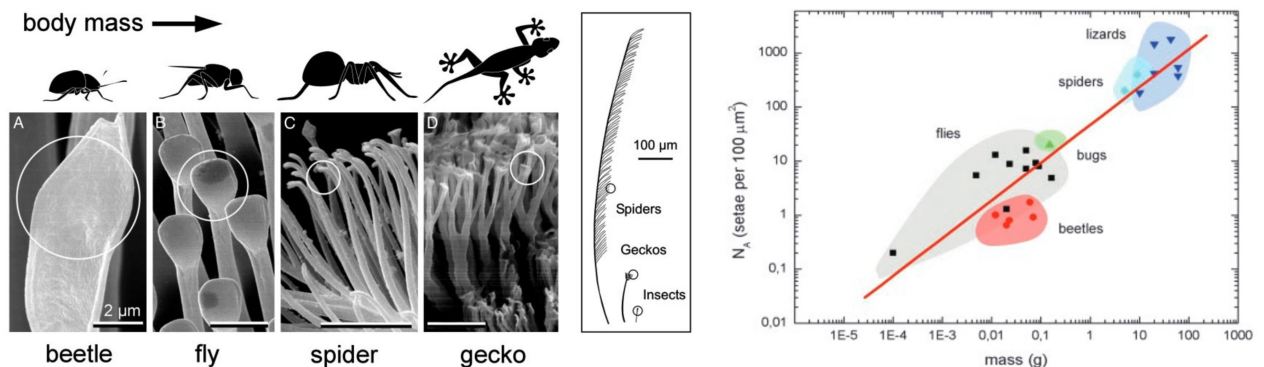 body mass
A
B
C
D
2 µm
beetle
fly
spider
gecko
100 µm
Spiders
Geckos
Insects
N_A (setae per 100 µm²)
1000
100
10
1
0,1
0,01
lizards
spiders
flies
bugs
beetles
1E-5
1E-4
1E-3
0,01
0,1
1
10
100
1000
mass (g)